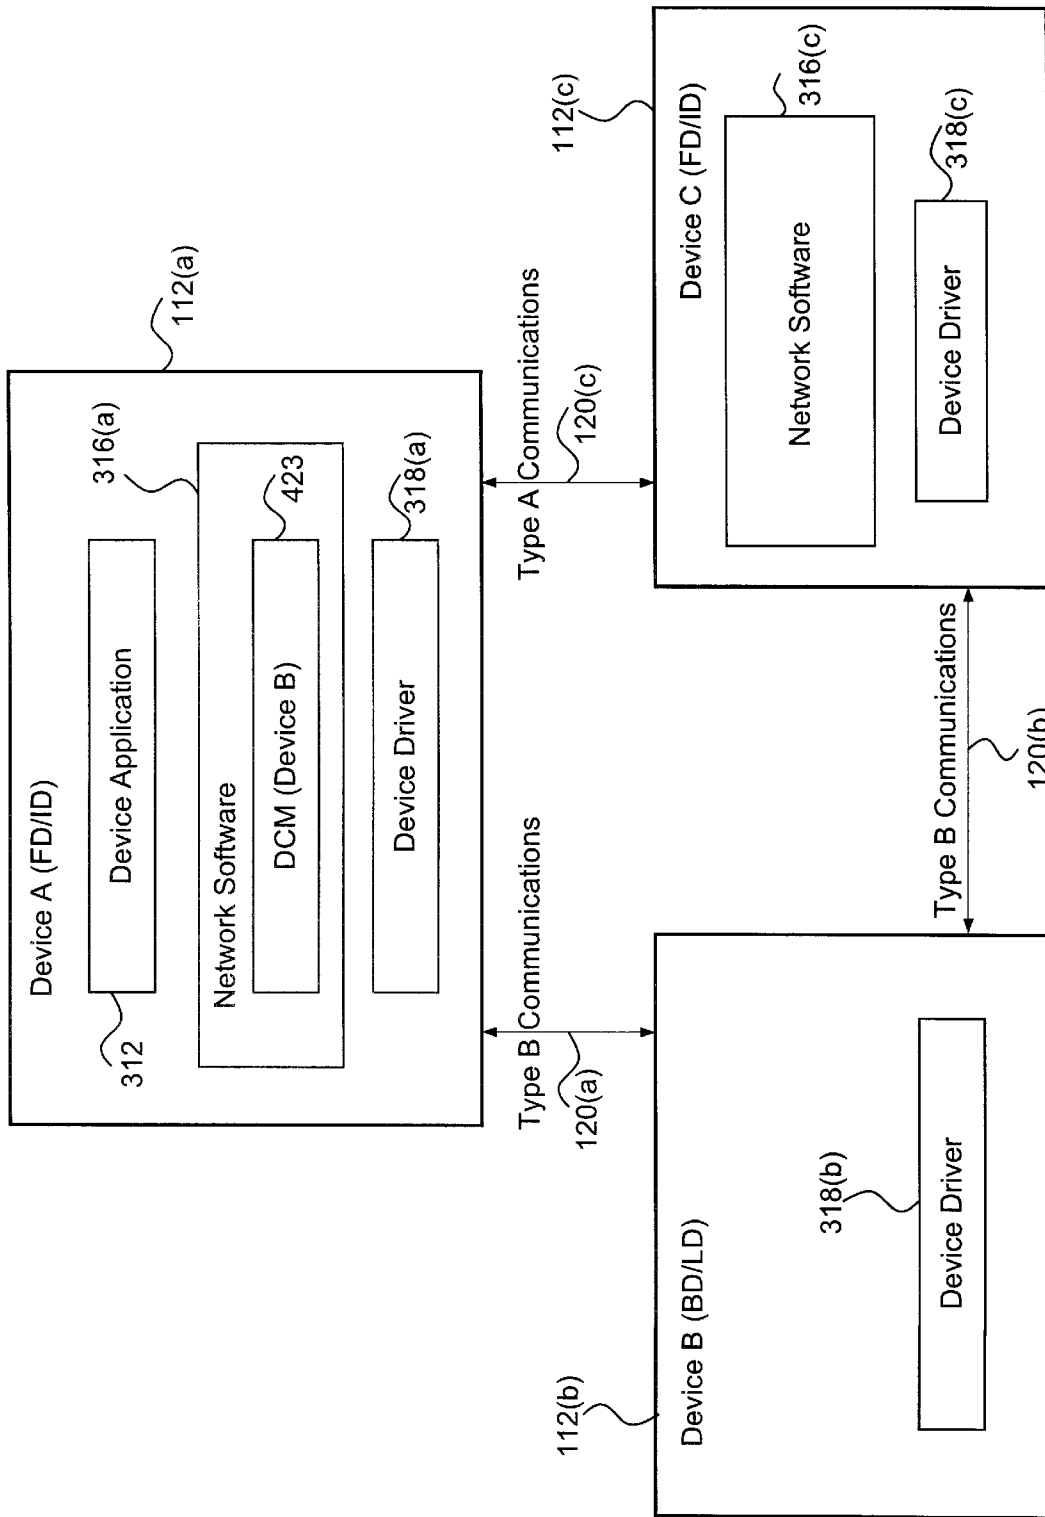 Device A (FD/ID)
112(a)
Device Application
312
316(a)
Network Software
DCM (Device B)
423
Device Driver
318(a)
Type B Communications
120(a)
Type A Communications
120(c)
112(b)
Device B (BD/LD)
318(b)
Device Driver
Type B Communications
120(b)
112(c)
Device C (FD/ID)
316(c)
Network Software
318(c)
Device Driver